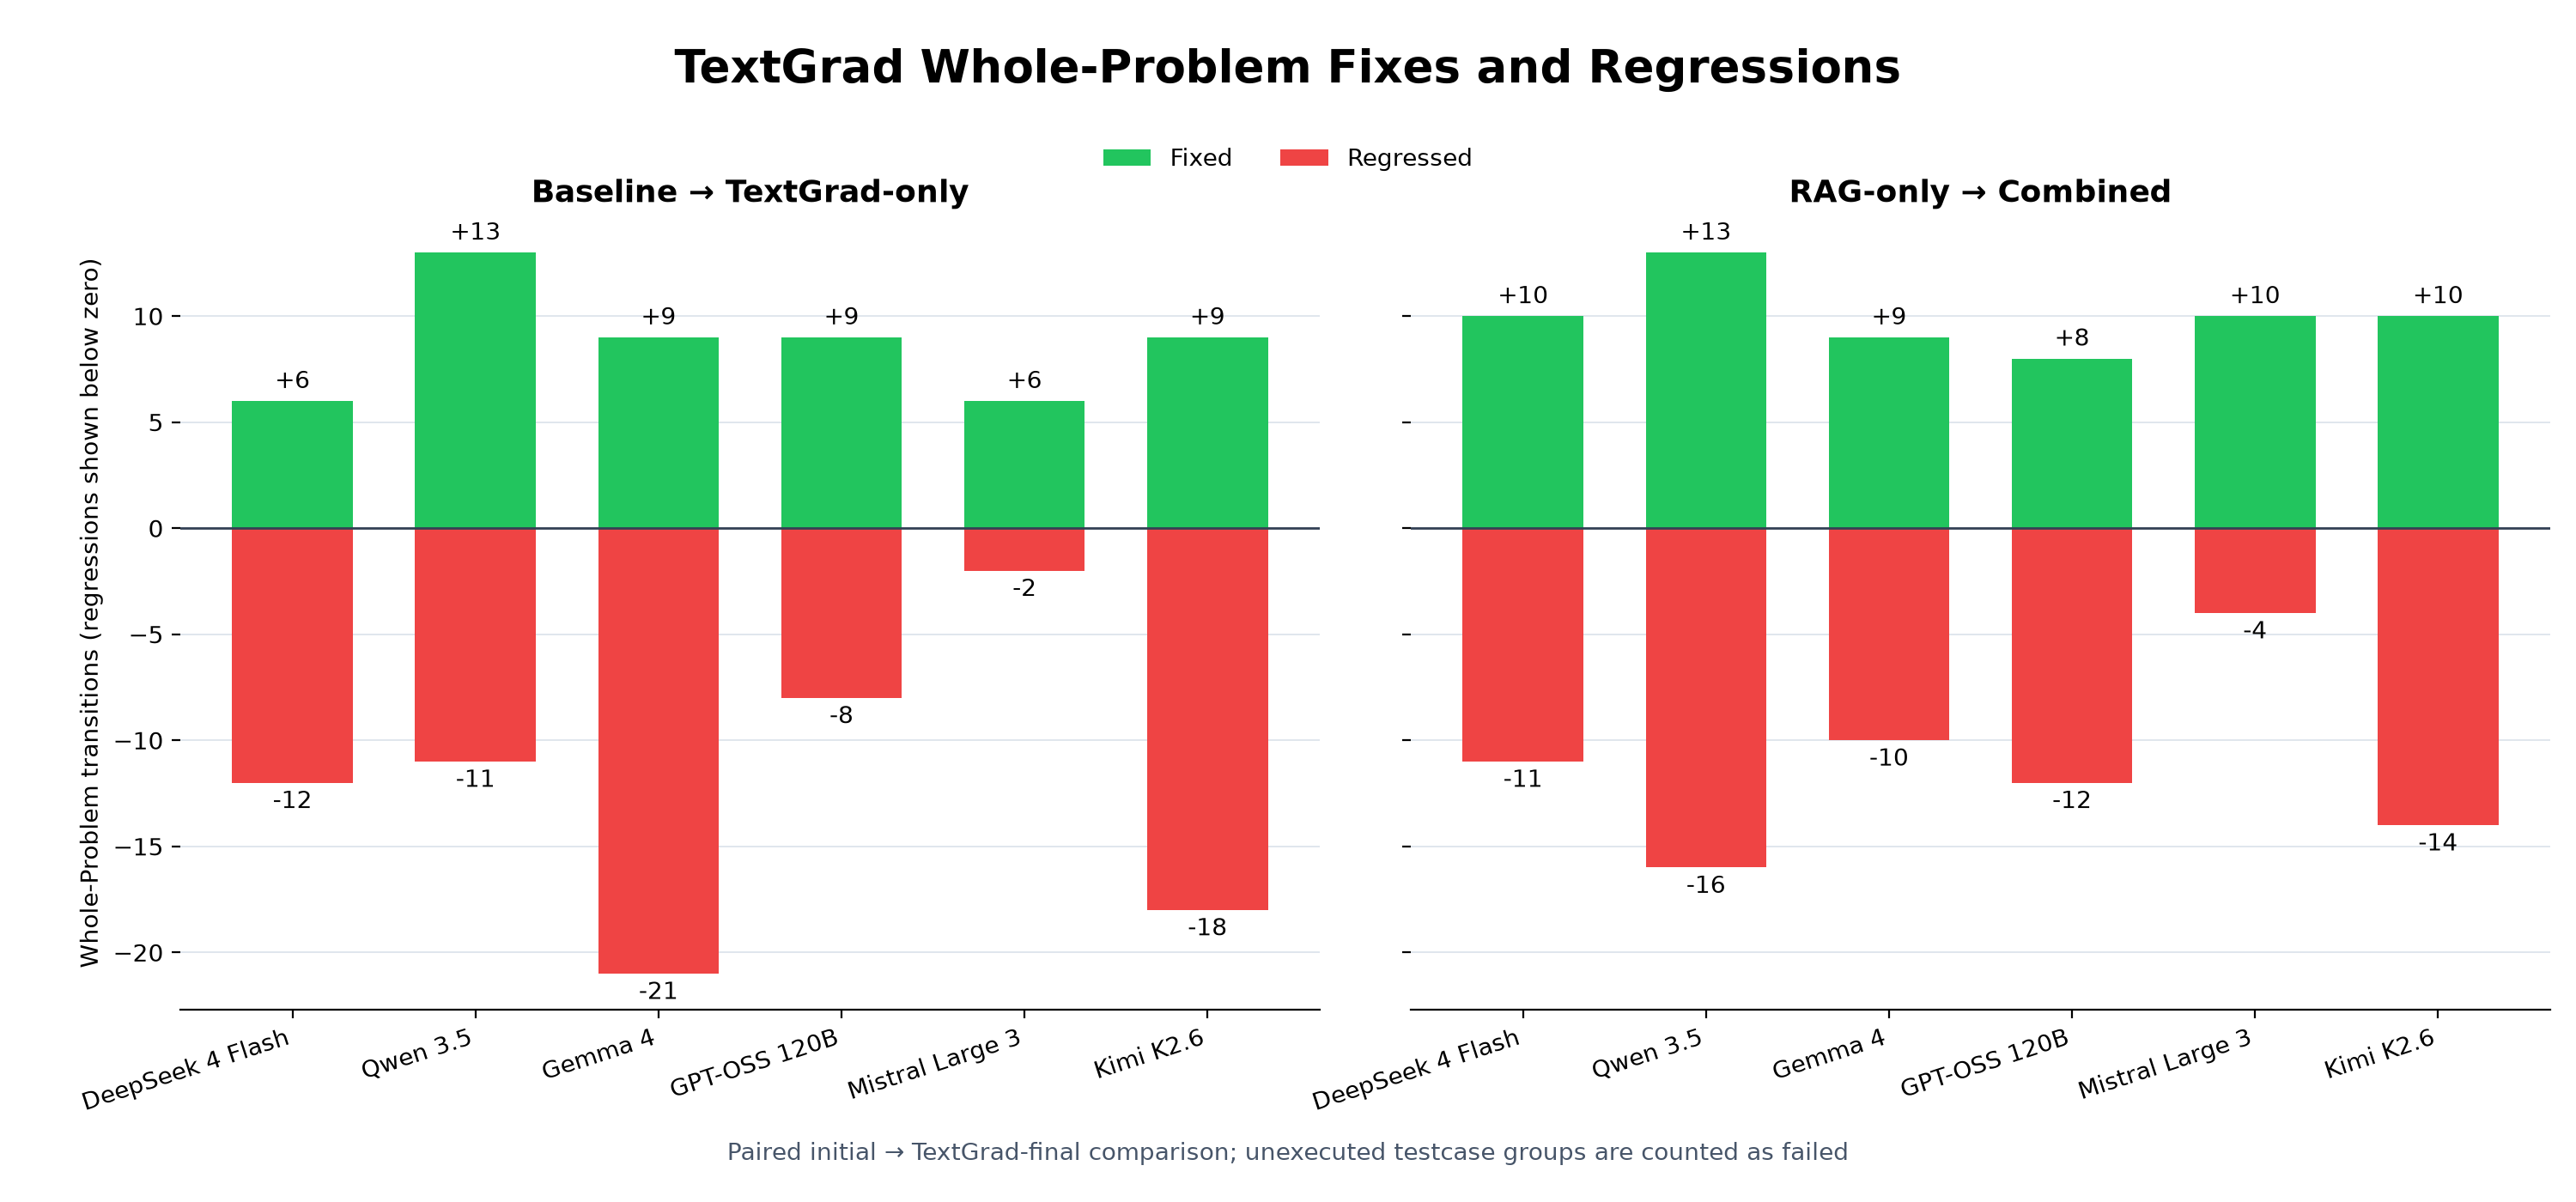 TextGrad Whole-Problem Fixes and Regressions
Fixed
Regressed
Baseline → TextGrad-only
Whole-Problem transitions (regressions shown below zero)
10
5
0
−5
−10
−15
−20
+6
+13
+9
+9
+6
+9
-12
-11
-21
-8
-2
-18
DeepSeek 4 Flash
Qwen 3.5
Gemma 4
GPT-OSS 120B
Mistral Large 3
Kimi K2.6
RAG-only → Combined
+10
+13
+9
+8
+10
+10
-11
-16
-10
-12
-4
-14
DeepSeek 4 Flash
Qwen 3.5
Gemma 4
GPT-OSS 120B
Mistral Large 3
Kimi K2.6
Paired initial → TextGrad-final comparison; unexecuted testcase groups are counted as failed